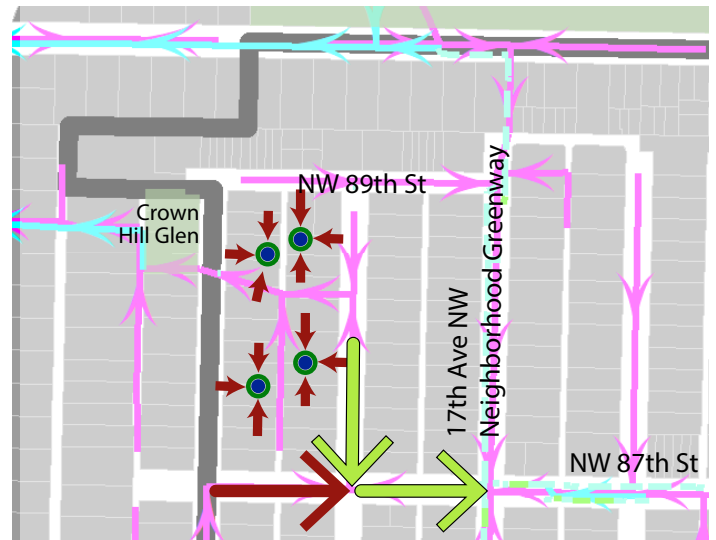 NW 89th St
Crown
Hill Glen
17th Ave NW
Neighborhood Greenway
NW 87th St